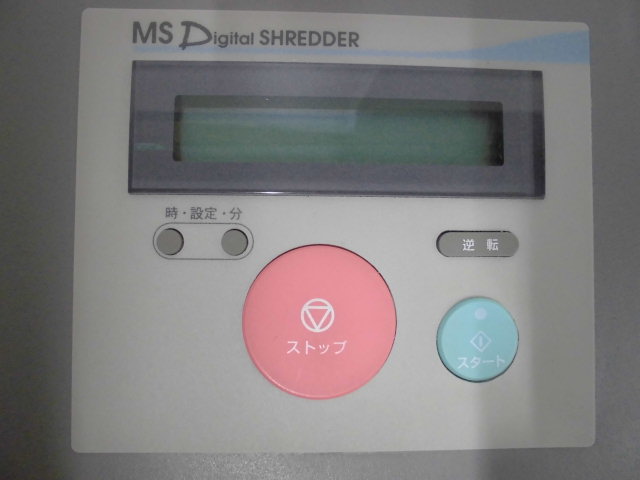 MS Digital SHREDDER
時・設定・分
逆転
ストップ
スタート